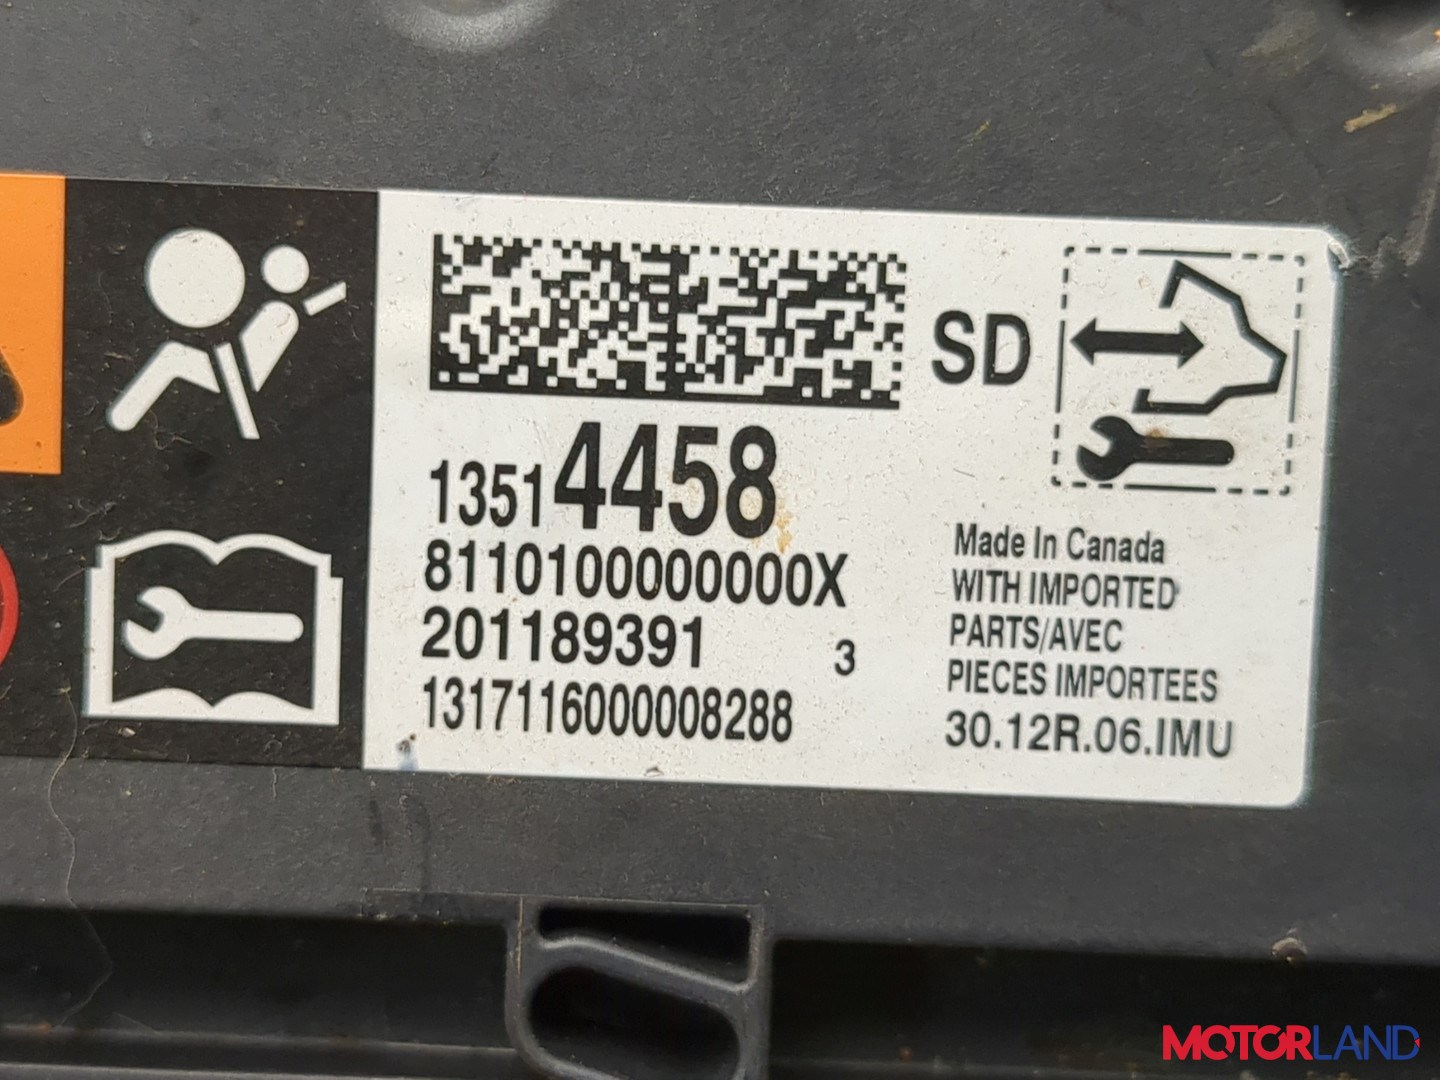 SD
13514458
8110100000000X
201189391 3
1317116000008288
Made In Canada
WITH IMPORTED
PARTS/AVEC
PIECES IMPORTEES
30.12R.06.IMU
MOTORLAND